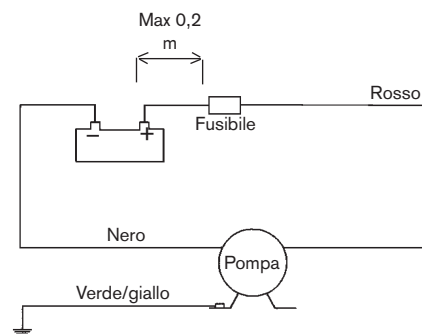 Max 0,2
m
Rosso
Fusibile
− +
Nero
Pompa
Verde/giallo